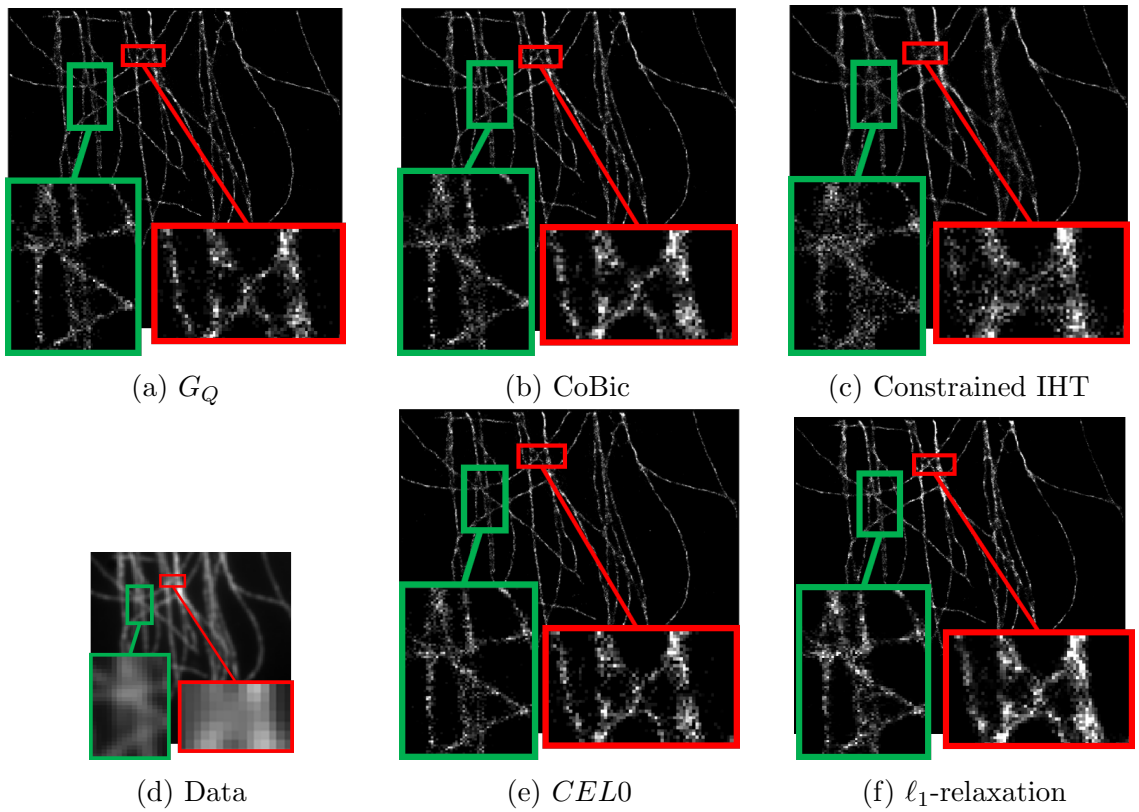 (a) G_Q
(b) CoBic
(c) Constrained IHT
(d) Data
(e) CEL0
(f) ℓ₁-relaxation